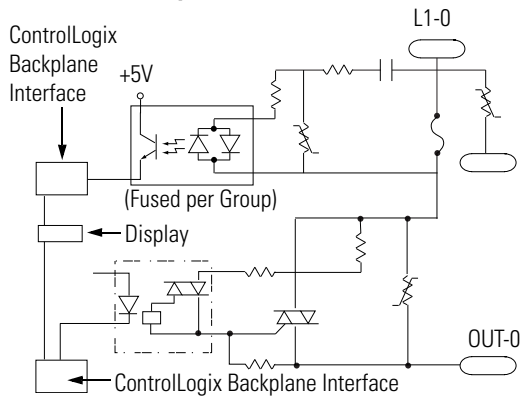 ControlLogix
Backplane
Interface
L1-0
+5V
(Fused per Group)
Display
OUT-0
ControlLogix Backplane Interface